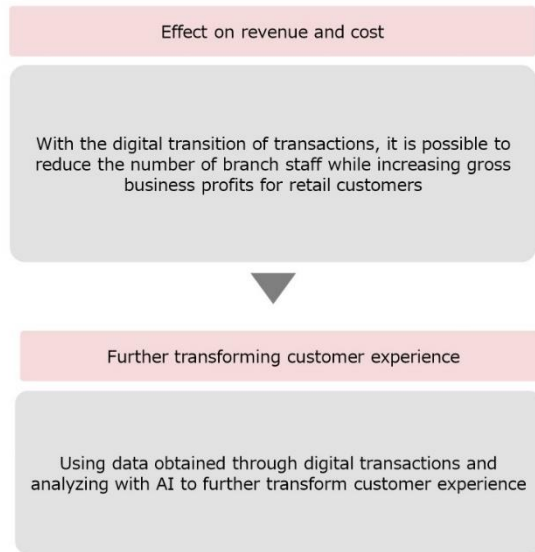 Effect on revenue and cost
With the digital transition of transactions, it is possible to
reduce the number of branch staff while increasing gross
business profits for retail customers
Further transforming customer experience
Using data obtained through digital transactions and
analyzing with AI to further transform customer experience